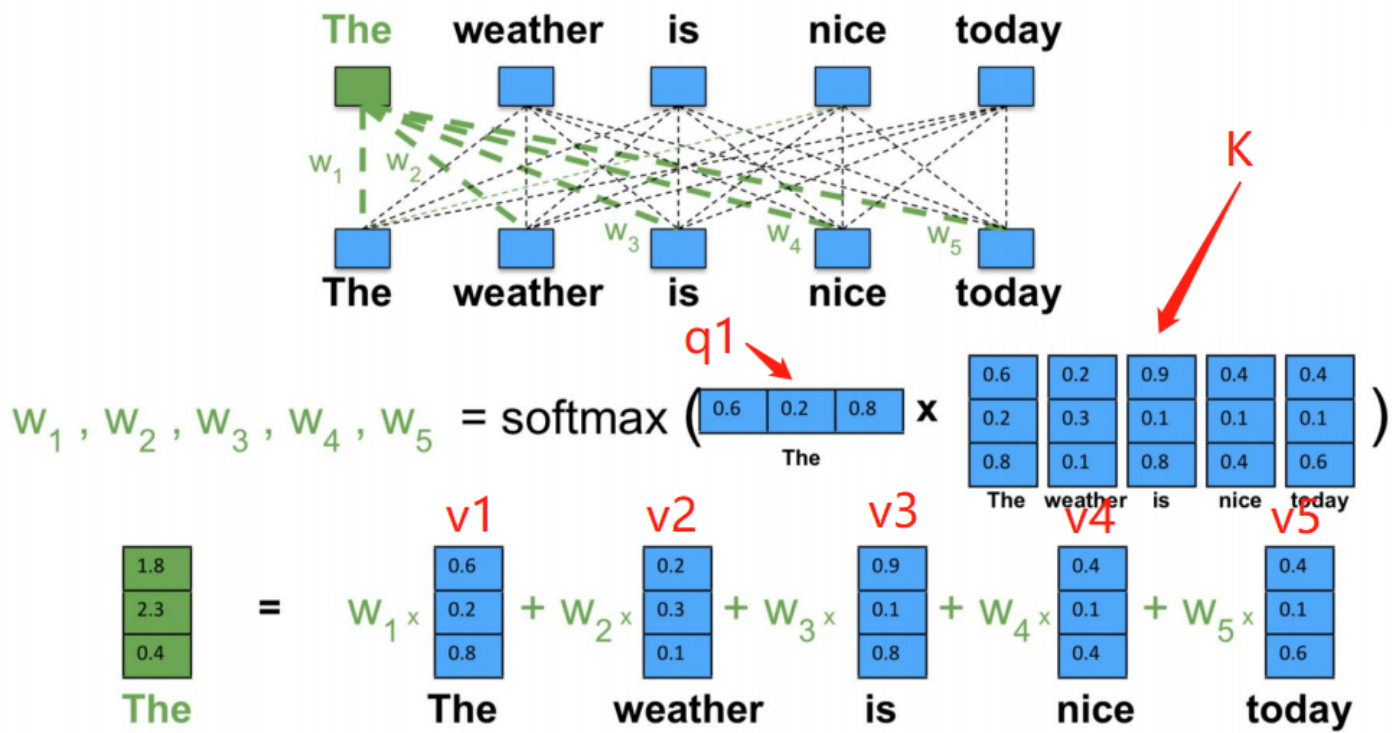 The weather is nice today
w1 w2 w3 w4 w5
The weather is nice today
K
q1
w1 , w2 , w3 , w4 , w5 = softmax ( 0.6 0.2 0.8 x
0.6 0.2 0.9 0.4 0.4
0.2 0.3 0.1 0.1 0.1
0.8 0.1 0.8 0.4 0.6 )
The
The weather is nice today
v1 v2 v3 v4 v5
1.8 0.6 0.2 0.9 0.4 0.4
2.3 = w1 x 0.2 + w2 x 0.3 + w3 x 0.1 + w4 x 0.1 + w5 x 0.1
0.4 0.8 0.1 0.8 0.4 0.6
The The weather is nice today